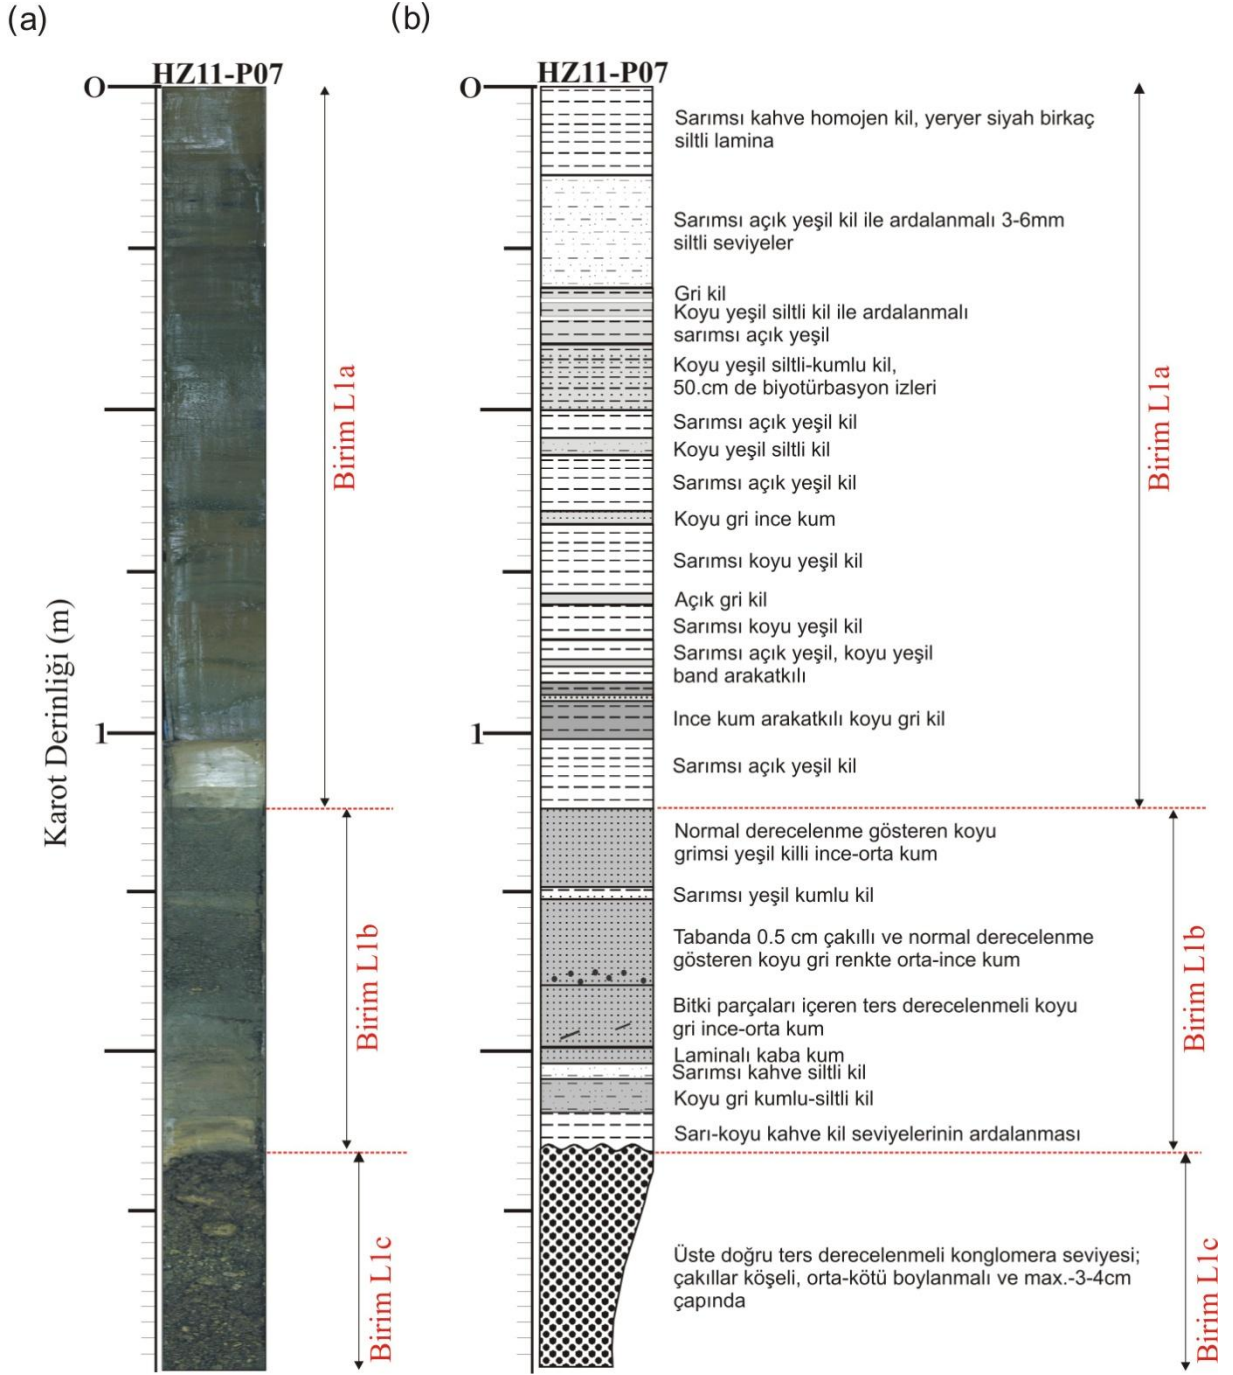 (a)
(b)
HZ11-P07
HZ11-P07
O
O
Sarımsı kahve homojen kil, yeryer siyah birkaç
siltli lamina
Sarımsı açık yeşil kil ile ardalanmalı 3-6mm
siltli seviyeler
Gri kil
Koyu yeşil siltli kil ile ardalanmalı
sarımsı açık yeşil
Koyu yeşil siltli-kumlu kil,
50.cm de biyotürbasyon izleri
Sarımsı açık yeşil kil
Koyu yeşil siltli kil
Sarımsı açık yeşil kil
Koyu gri ince kum
Sarımsı koyu yeşil kil
Açık gri kil
Sarımsı koyu yeşil kil
Sarımsı açık yeşil, koyu yeşil
band arakatkılı
Ince kum arakatkılı koyu gri kil
Sarımsı açık yeşil kil
Normal derecelenme gösteren koyu
grimsi yeşil killi ince-orta kum
Sarımsı yeşil kumlu kil
Tabanda 0.5 cm çakıllı ve normal derecelenme
gösteren koyu gri renkte orta-ince kum
Bitki parçaları içeren ters derecelenmeli koyu
gri ince-orta kum
Laminalı kaba kum
Sarımsı kahve siltli kil
Koyu gri kumlu-siltli kil
Sarı-koyu kahve kil seviyelerinin ardalanması
Üste doğru ters derecelenmeli konglomera seviyesi;
çakıllar köşeli, orta-kötü boylanmalı ve max.-3-4cm
çapında
1
1
Karot Derinliği (m)
Birim L1a
Birim L1b
Birim L1c
Birim L1a
Birim L1b
Birim L1c